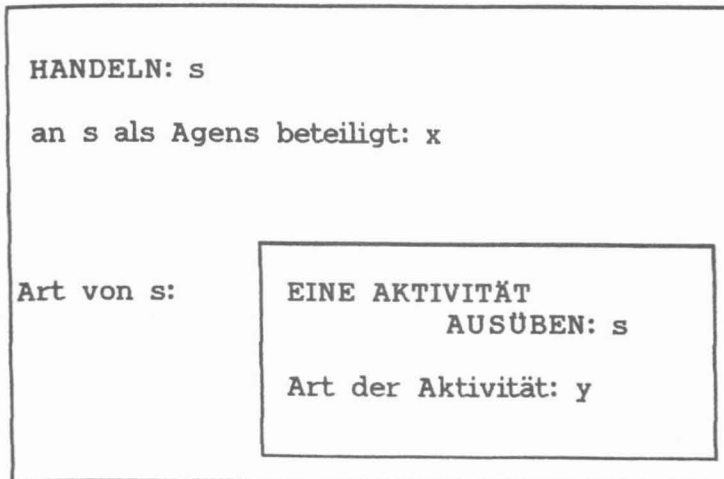 HANDELN: s
an s als Agens beteiligt: x
Art von s:
EINE AKTIVITÄT
AUSÜBEN: s
Art der Aktivität: y